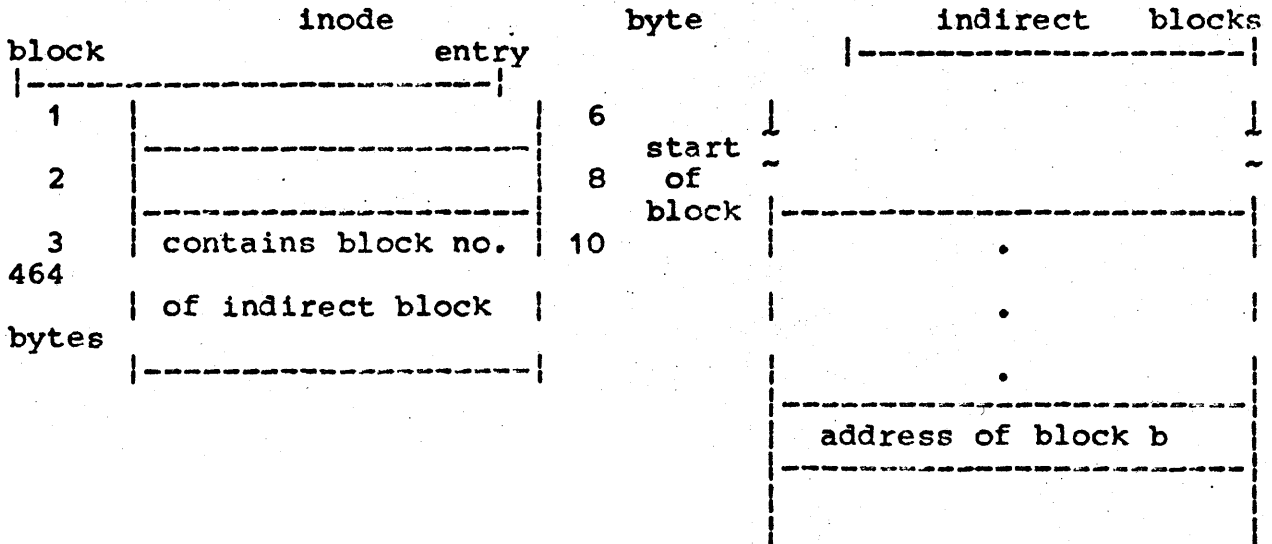 inode byte indirect blocks
block entry
1 6
start
2 8 of
block
3 contains block no. 10 .
464
of indirect block .
bytes
.
address of block b